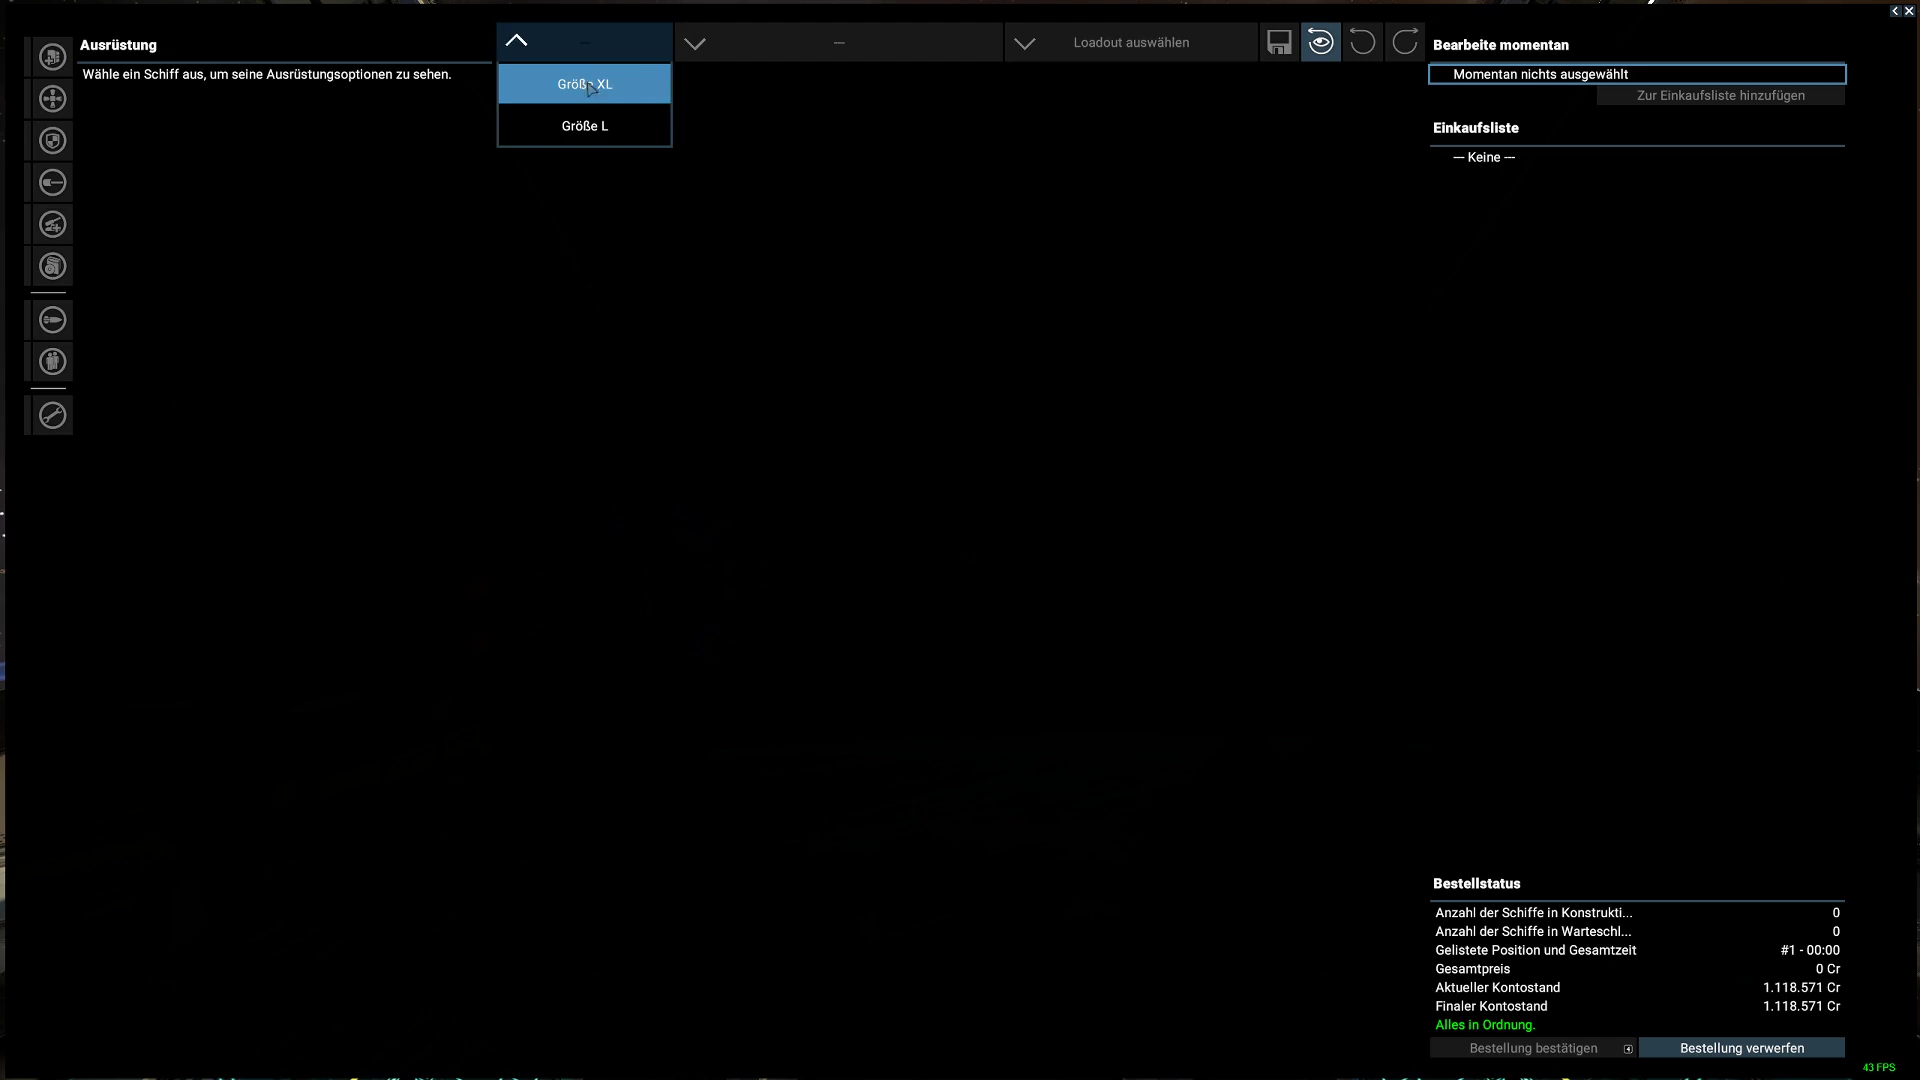 Ausrüstung
Wähle ein Schiff aus, um seine Ausrüstungsoptionen zu sehen.
—
Größe XL
Größe L
—
Loadout auswählen
Bearbeite momentan
Momentan nichts ausgewählt
Zur Einkaufsliste hinzufügen
Einkaufsliste
— Keine —
Bestellstatus
Anzahl der Schiffe in Konstrukti... 0
Anzahl der Schiffe in Warteschl... 0
Gelistete Position und Gesamtzeit #1 - 00:00
Gesamtpreis 0 Cr
Aktueller Kontostand 1.118.571 Cr
Finaler Kontostand 1.118.571 Cr
Alles in Ordnung.
Bestellung bestätigen
Bestellung verwerfen
43 FPS